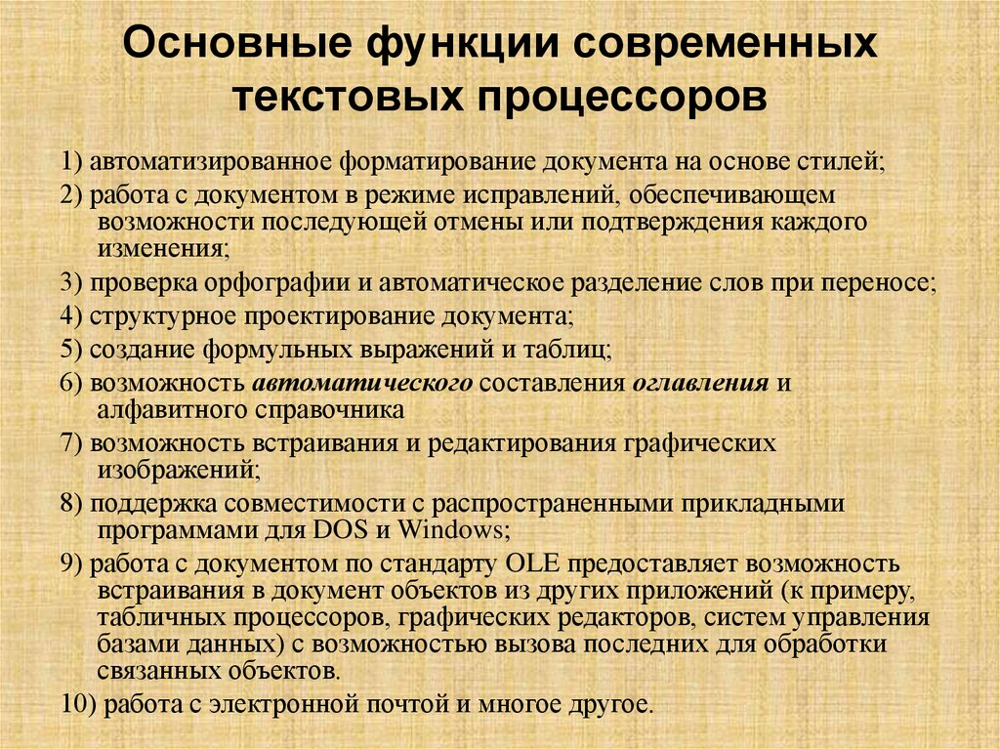 Основные функции современных
текстовых процессоров
1) автоматизированное форматирование документа на основе стилей;
2) работа с документом в режиме исправлений, обеспечивающем
возможности последующей отмены или подтверждения каждого
изменения;
3) проверка орфографии и автоматическое разделение слов при переносе;
4) структурное проектирование документа;
5) создание формульных выражений и таблиц;
6) возможность автоматического составления оглавления и
алфавитного справочника
7) возможность встраивания и редактирования графических
изображений;
8) поддержка совместимости с распространенными прикладными
программами для DOS и Windows;
9) работа с документом по стандарту OLE предоставляет возможность
встраивания в документ объектов из других приложений (к примеру,
табличных процессоров, графических редакторов, систем управления
базами данных) с возможностью вызова последних для обработки
связанных объектов.
10) работа с электронной почтой и многое другое.